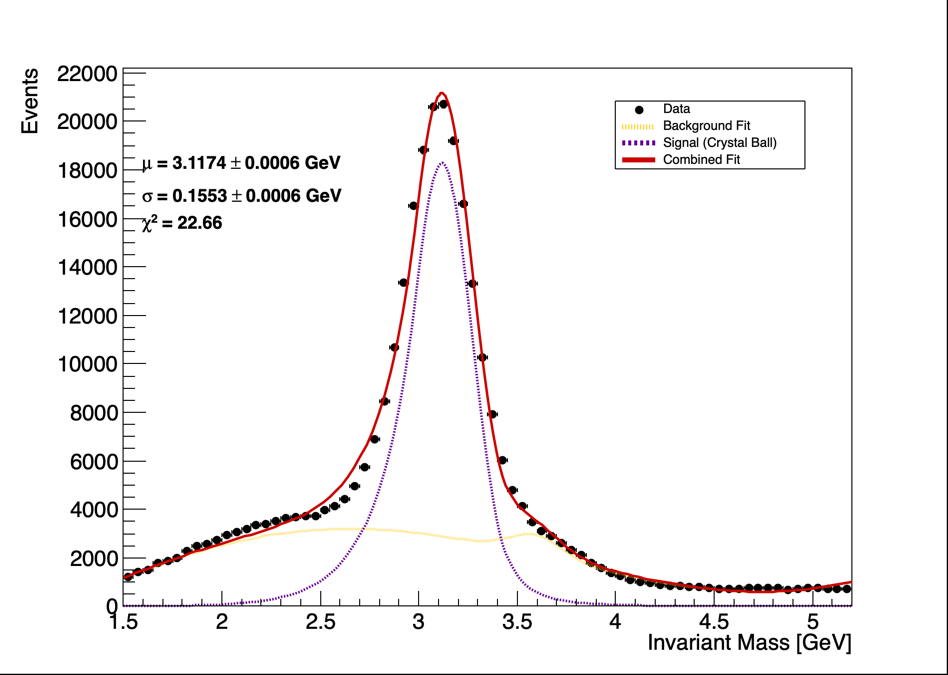 Events
22000
20000
18000
16000
14000
12000
10000
8000
6000
4000
2000
0
μ = 3.1174 ± 0.0006 GeV
σ = 0.1553 ± 0.0006 GeV
χ² = 22.66
Data
Background Fit
Signal (Crystal Ball)
Combined Fit
1.5 2 2.5 3 3.5 4 4.5 5
Invariant Mass [GeV]